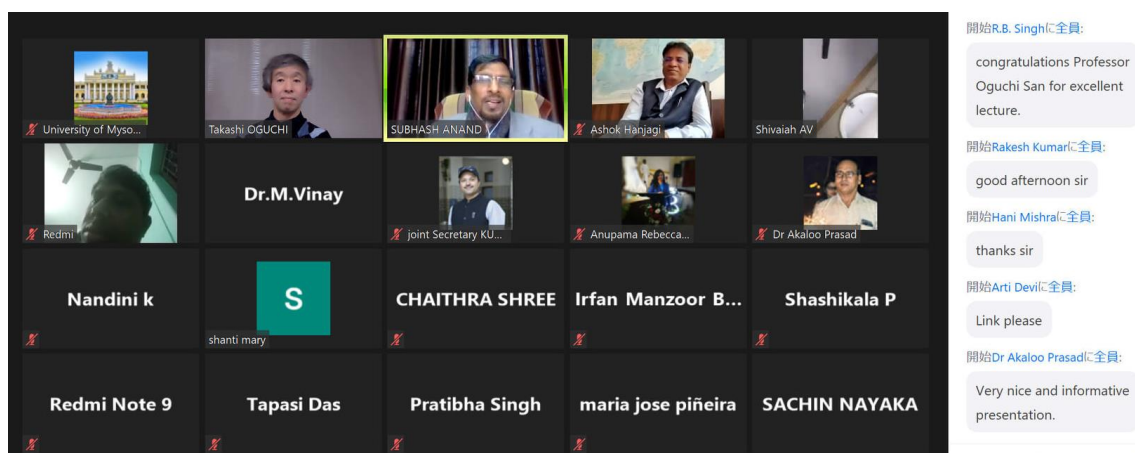 University of Myso...
Takashi OGUCHI
SUBHASH ANAND
Ashok Hanjagi
Shivaiah AV
Redmi
Dr.M.Vinay
joint Secretary KU...
Anupama Rebecca...
Dr Akaloo Prasad
Nandini k
S
shanti mary
CHAITHRA SHREE
Irfan Manzoor B...
Shashikala P
Redmi Note 9
Tapasi Das
Pratibha Singh
maria jose piñeira
SACHIN NAYAKA
開始R.B. Singhに全員:
congratulations Professor
Oguchi San for excellent
lecture.
開始Rakesh Kumarに全員:
good afternoon sir
開始Hani Mishraに全員:
thanks sir
開始Arti Deviに全員:
Link please
開始Dr Akaloo Prasadに全員:
Very nice and informative
presentation.